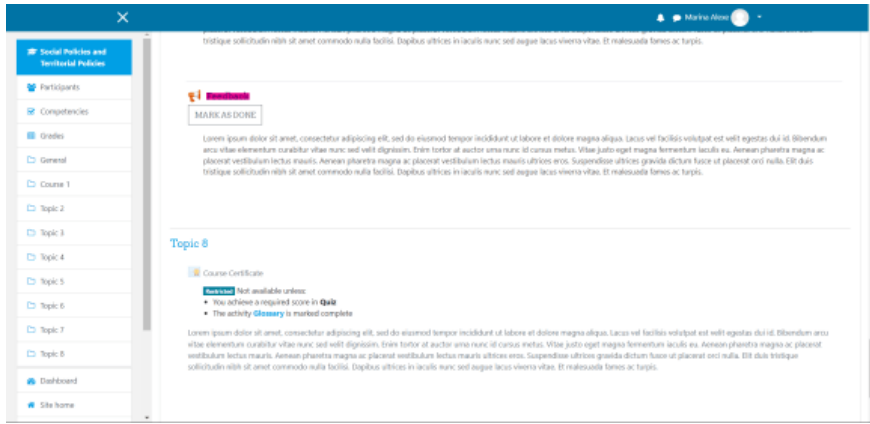 Marina Alexe
Social Policies and
Territorial Policies
Participants
Competencies
Grades
General
Course 1
Topic 2
Topic 3
Topic 4
Topic 5
Topic 6
Topic 7
Topic 8
Dashboard
Site home
tristique sollicitudin nibh sit amet commodo nulla facilisi. Dapibus ultrices in iaculis nunc sed augue lacus viverra vitae. Et malesuada fames ac turpis.
Feedback
MARK AS DONE
Lorem ipsum dolor sit amet, consectetur adipiscing elit, sed do eiusmod tempor incididunt ut labore et dolore magna aliqua. Lacus vel facilisis volutpat est velit egestas dui id. Bibendum
arcu vitae elementum curabitur vitae nunc sed velit dignissim. Enim tortor at auctor urna nunc id cursus metus. Vitae justo eget magna fermentum iaculis eu. Aenean pharetra magna ac
placerat vestibulum lectus mauris. Aenean pharetra magna ac placerat vestibulum lectus mauris ultrices eros. Suspendisse ultrices gravida dictum fusce ut placerat orci nulla. Elit duis
tristique sollicitudin nibh sit amet commodo nulla facilisi. Dapibus ultrices in iaculis nunc sed augue lacus viverra vitae. Et malesuada fames ac turpis.
Topic 8
Course Certificate
Restricted Not available unless:
• You achieve a required score in Quiz
• The activity Glossary is marked complete
Lorem ipsum dolor sit amet, consectetur adipiscing elit, sed do eiusmod tempor incididunt ut labore et dolore magna aliqua. Lacus vel facilisis volutpat est velit egestas dui id. Bibendum arcu
vitae elementum curabitur vitae nunc sed velit dignissim. Enim tortor at auctor urna nunc id cursus metus. Vitae justo eget magna fermentum iaculis eu. Aenean pharetra magna ac placerat
vestibulum lectus mauris. Aenean pharetra magna ac placerat vestibulum lectus mauris ultrices eros. Suspendisse ultrices gravida dictum fusce ut placerat orci nulla. Elit duis tristique
sollicitudin nibh sit amet commodo nulla facilisi. Dapibus ultrices in iaculis nunc sed augue lacus viverra vitae. Et malesuada fames ac turpis.